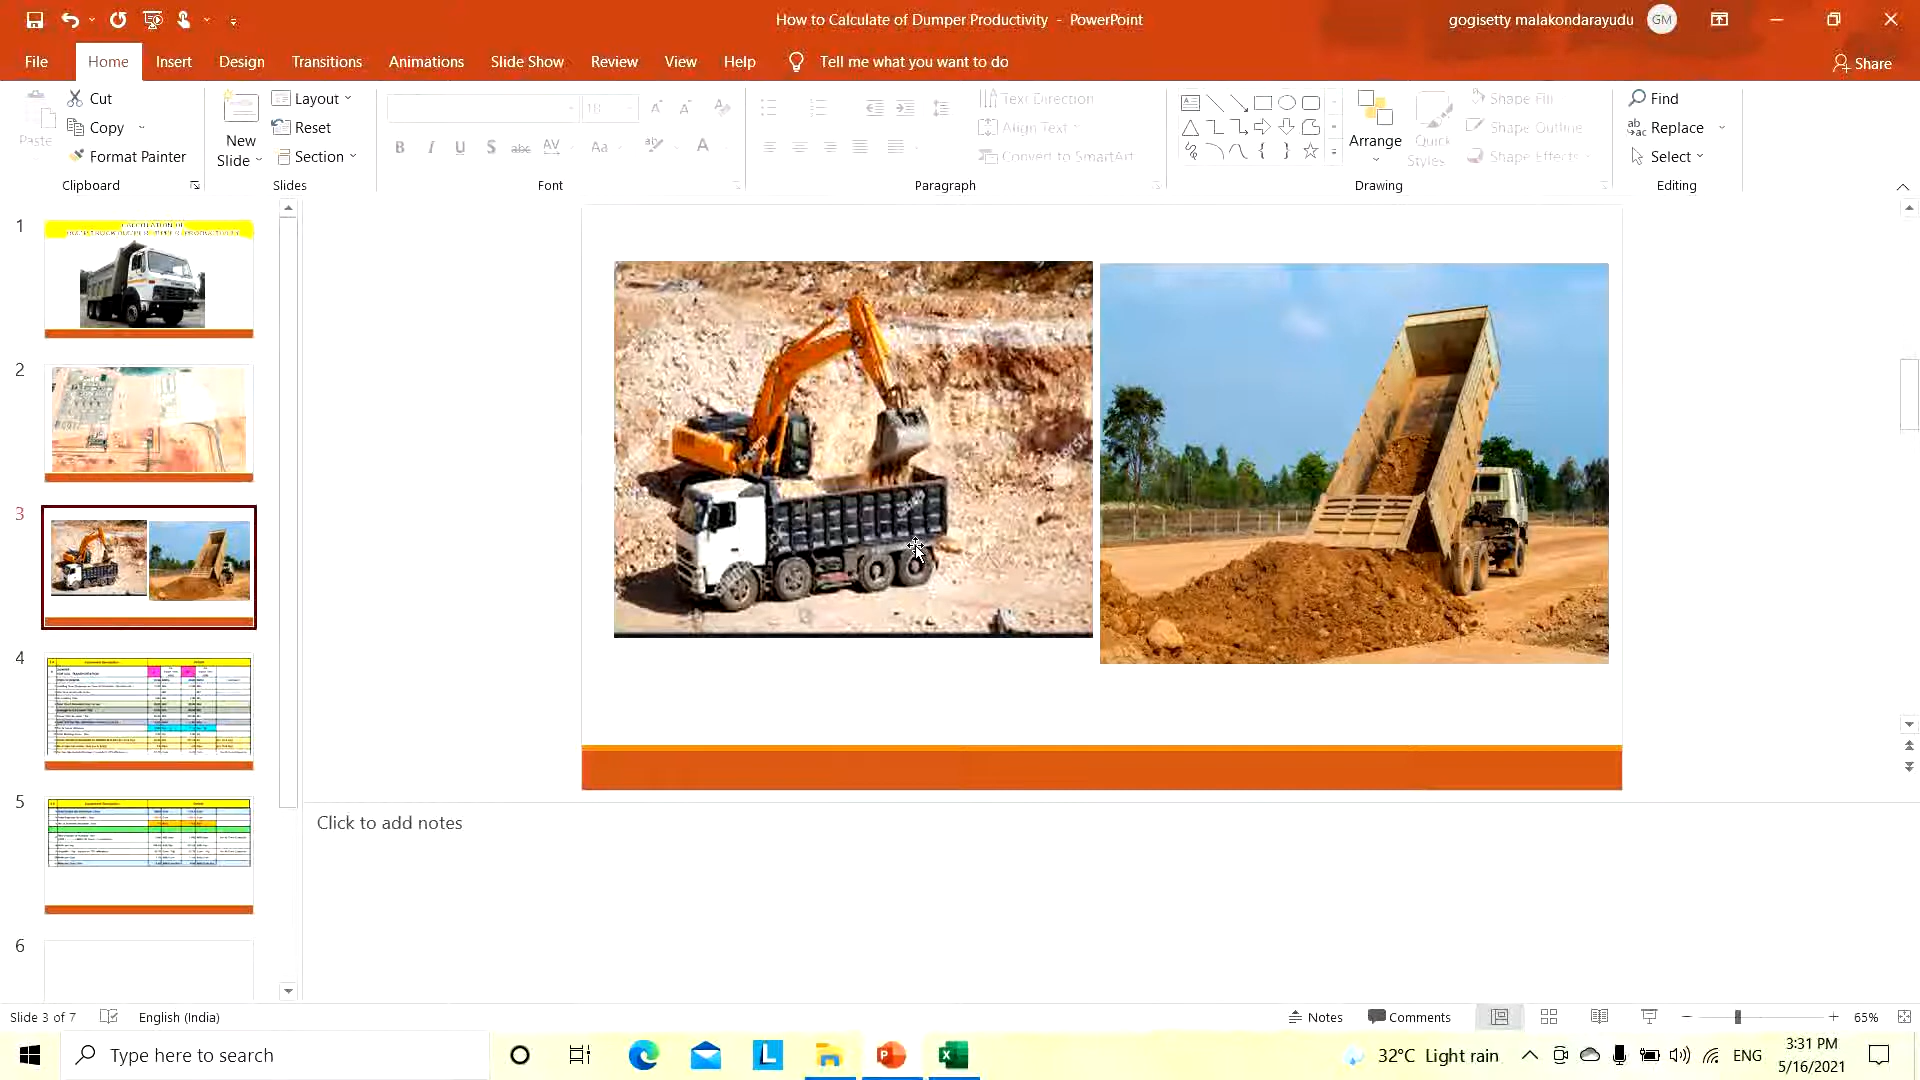 How to Calculate of Dumper Productivity - PowerPoint
gogisetty malakondarayudu GM
File Home Insert Design Transitions Animations Slide Show Review View Help Tell me what you want to do
Share
Paste
Cut
Copy
Format Painter
Clipboard
New
Slide
Layout
Reset
Section
Slides
18
B I U S abc AV Aa A
Font
Text Direction
Align Text
Convert to SmartArt
Paragraph
Arrange
Quick
Styles
Shape Fill
Shape Outline
Shape Effects
Drawing
Find
Replace
Select
Editing
1
2
3
4
5
6
Click to add notes
Slide 3 of 7 English (India)
Notes Comments 65%
Type here to search
32°C Light rain
ENG
3:31 PM
5/16/2021